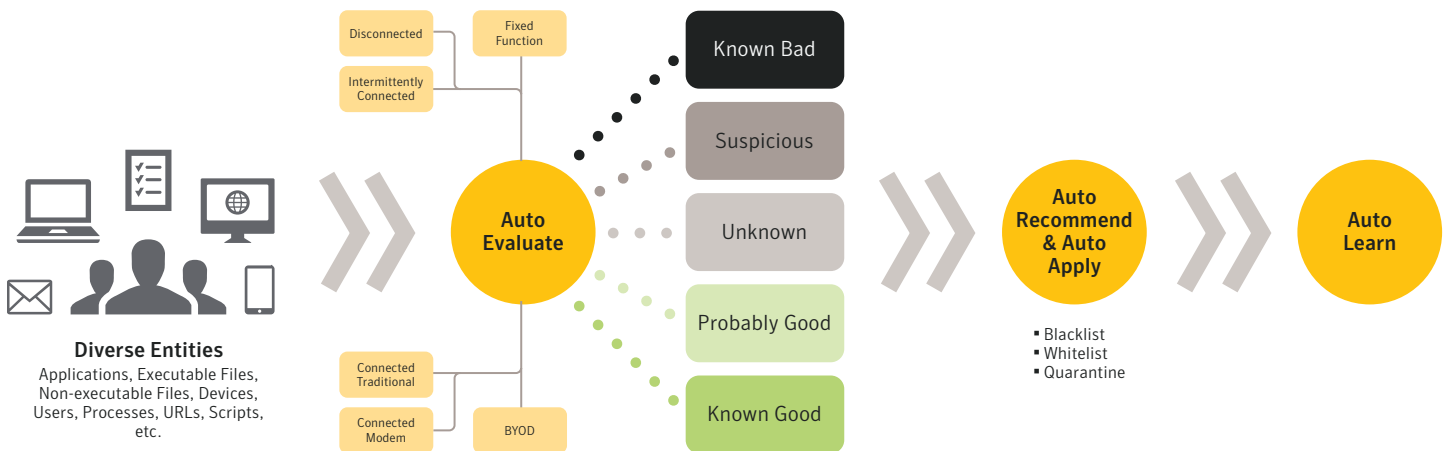 Diverse Entities
Applications, Executable Files,
Non-executable Files, Devices,
Users, Processes, URLs, Scripts,
etc.
Disconnected
Fixed
Function
Intermittently
Connected
Auto
Evaluate
Connected
Traditional
Connected
Modem
BYOD
Known Bad
Suspicious
Unknown
Probably Good
Known Good
Auto
Recommend
& Auto
Apply
▪ Blacklist
▪ Whitelist
▪ Quarantine
Auto
Learn